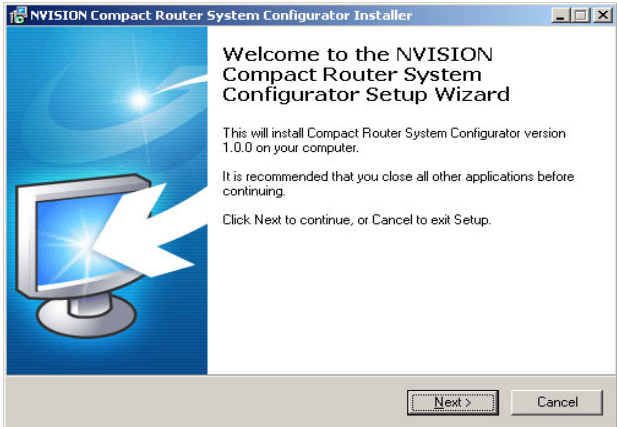 NVISION Compact Router System Configurator Installer
Welcome to the NVISION
Compact Router System
Configurator Setup Wizard
This will install Compact Router System Configurator version
1.0.0 on your computer.
It is recommended that you close all other applications before
continuing.
Click Next to continue, or Cancel to exit Setup.
Next >
Cancel